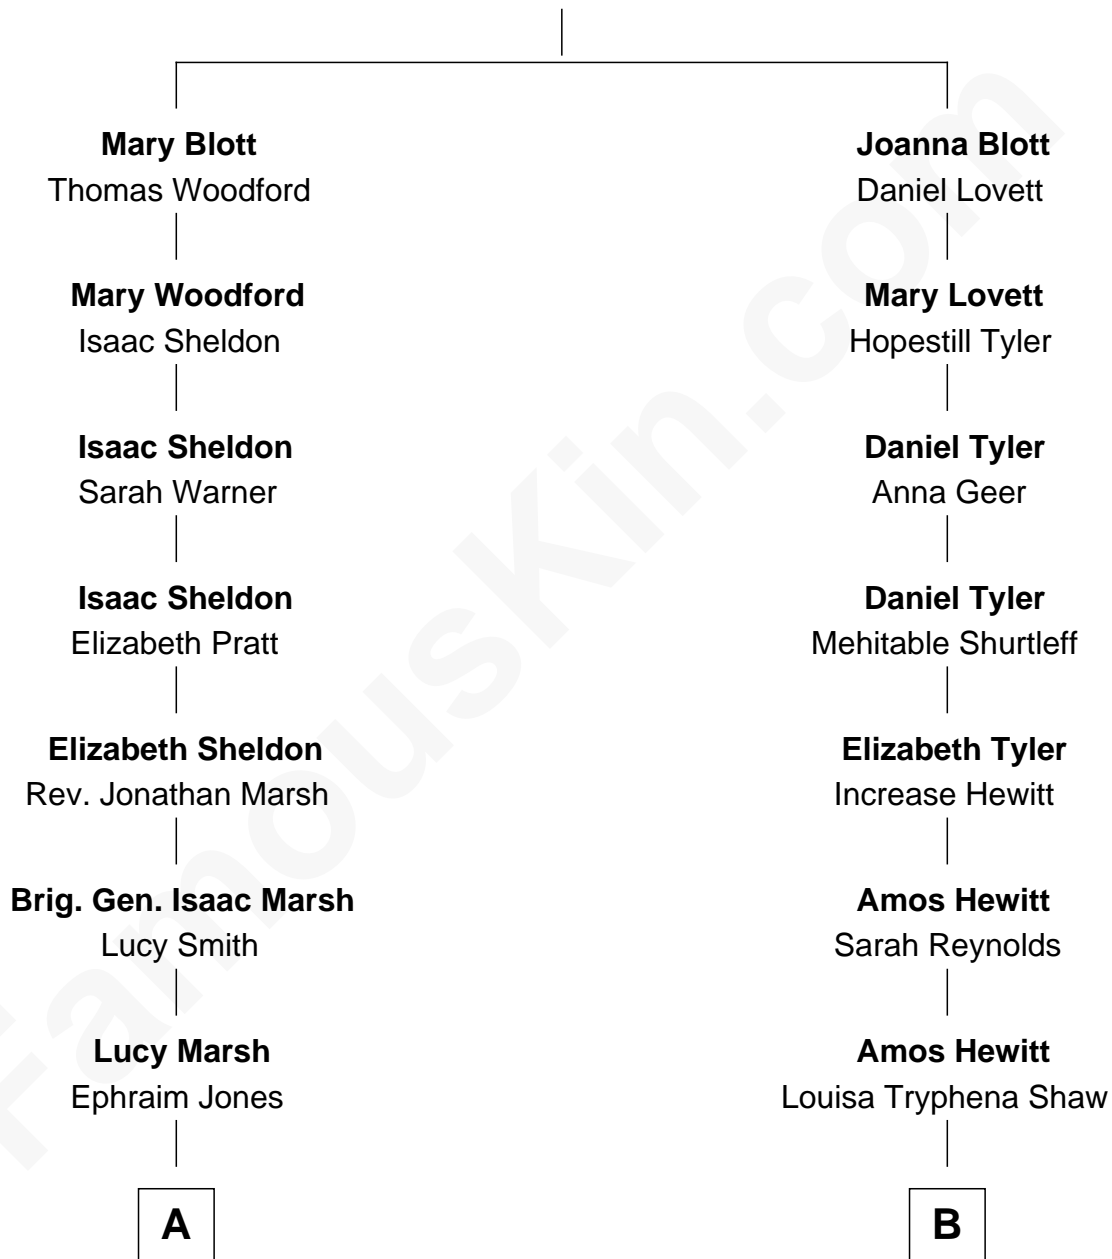 Mary Blott
Thomas Woodford
Mary Woodford
Isaac Sheldon
Isaac Sheldon
Sarah Warner
Isaac Sheldon
Elizabeth Pratt
Elizabeth Sheldon
Rev. Jonathan Marsh
Brig. Gen. Isaac Marsh
Lucy Smith
Lucy Marsh
Ephraim Jones
A
Joanna Blott
Daniel Lovett
Mary Lovett
Hopestill Tyler
Daniel Tyler
Anna Geer
Daniel Tyler
Mehitable Shurtleff
Elizabeth Tyler
Increase Hewitt
Amos Hewitt
Sarah Reynolds
Amos Hewitt
Louisa Tryphena Shaw
B
FamousKin.com